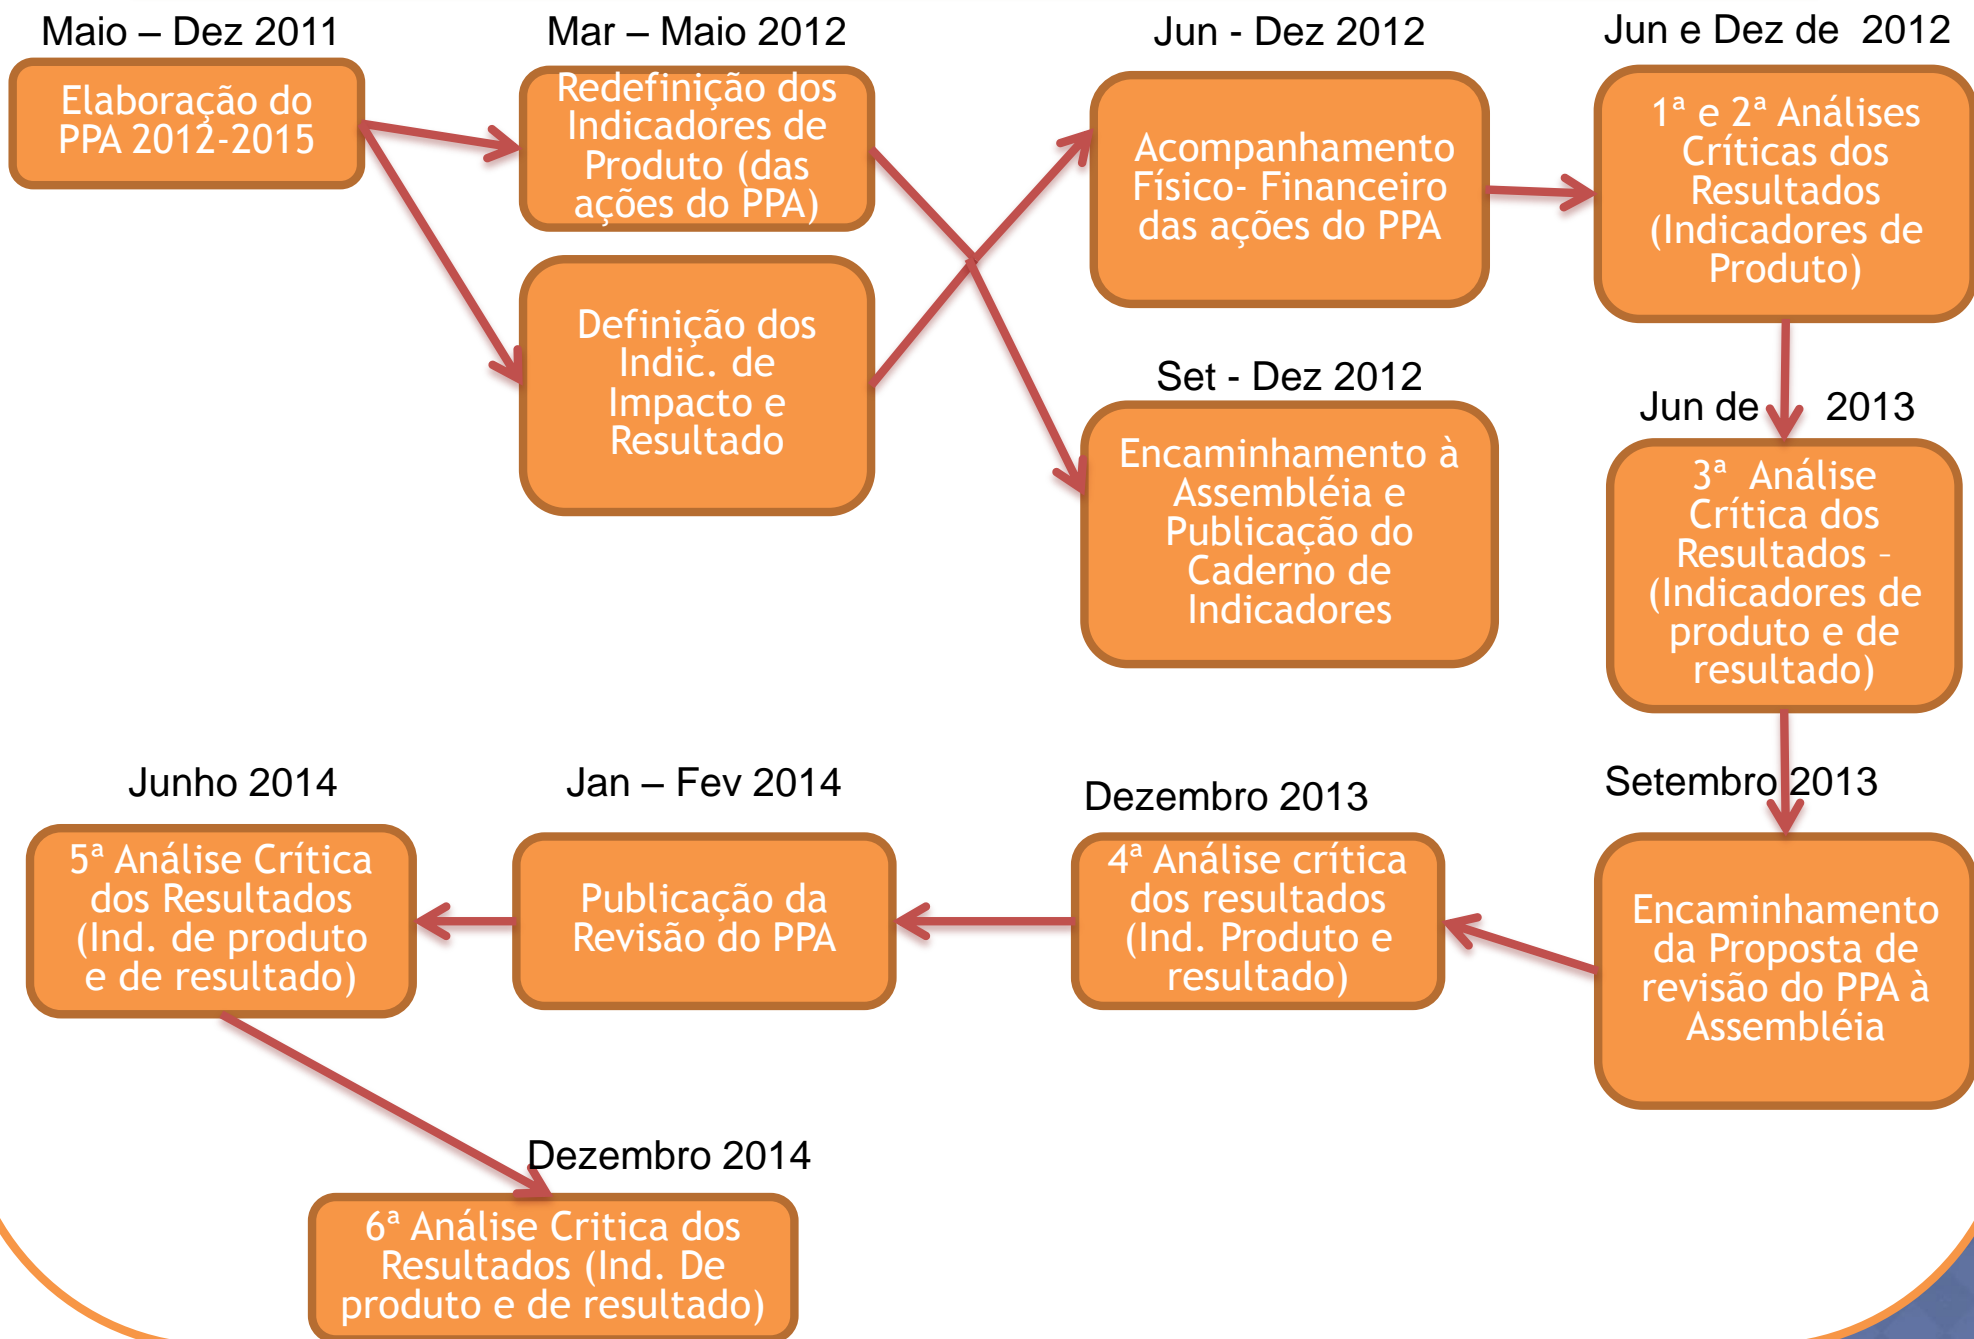 Maio – Dez 2011
Elaboração do
PPA 2012-2015
Mar – Maio 2012
Redefinição dos
Indicadores de
Produto (das
ações do PPA)
Definição dos
Indic. de
Impacto e
Resultado
Jun - Dez 2012
Acompanhamento
Físico- Financeiro
das ações do PPA
Set - Dez 2012
Encaminhamento à
Assembléia e
Publicação do
Caderno de
Indicadores
Jun e Dez de 2012
1ª e 2ª Análises
Críticas dos
Resultados
(Indicadores de
Produto)
Jun de 2013
3ª Análise
Crítica dos
Resultados –
(Indicadores de
produto e de
resultado)
Setembro 2013
Encaminhamento
da Proposta de
revisão do PPA à
Assembléia
Dezembro 2013
4ª Análise crítica
dos resultados
(Ind. Produto e
resultado)
Jan – Fev 2014
Publicação da
Revisão do PPA
Junho 2014
5ª Análise Crítica
dos Resultados
(Ind. de produto
e de resultado)
Dezembro 2014
6ª Análise Critica dos
Resultados (Ind. De
produto e de resultado)